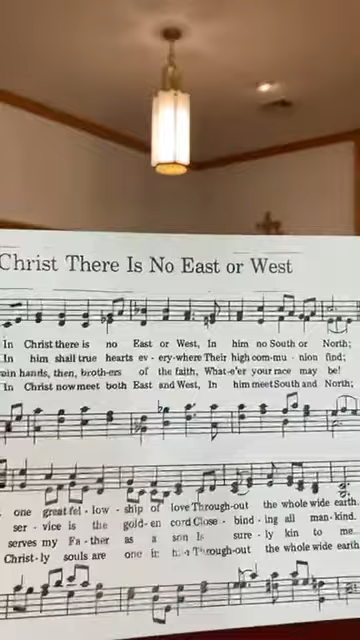 Christ There Is No East or West
In Christ there is no East or West, In him no South or North;
In him shall true hearts ev - ery-where Their high com-mu - nion find;
hands, then, broth-ers of the faith, What-e'er your race may be!
In Christ now meet both East and West, In him meet South and North;
one great fel - low - ship of love Through-out the whole wide earth.
ser - vice is the gold - en cord Close - bind - ing all man-kind.
serves my Fa - ther as a son Is sure - ly kin to me.
Christ-ly souls are one in Through-out the whole wide earth